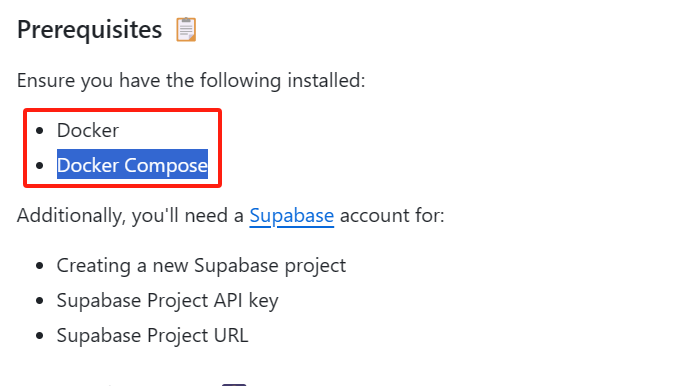 Prerequisites
Ensure you have the following installed:
Docker
Docker Compose
Additionally, you'll need a Supabase account for:
Creating a new Supabase project
Supabase Project API key
Supabase Project URL